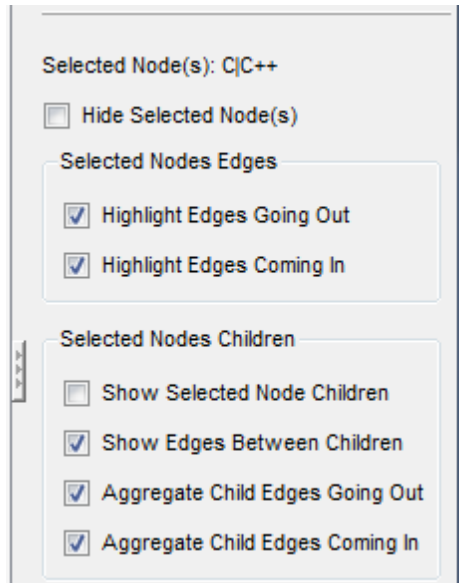 Selected Node(s): C|C++
Hide Selected Node(s)
Selected Nodes Edges
Highlight Edges Going Out
Highlight Edges Coming In
Selected Nodes Children
Show Selected Node Children
Show Edges Between Children
Aggregate Child Edges Going Out
Aggregate Child Edges Coming In